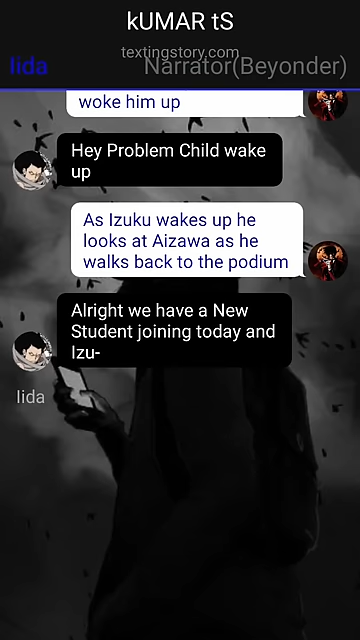 kUMAR tS
textingstory.com
Iida Narrator(Beyonder)
woke him up
Hey Problem Child wake
up
As Izuku wakes up he
looks at Aizawa as he
walks back to the podium
Alright we have a New
Student joining today and
Izu-
Iida